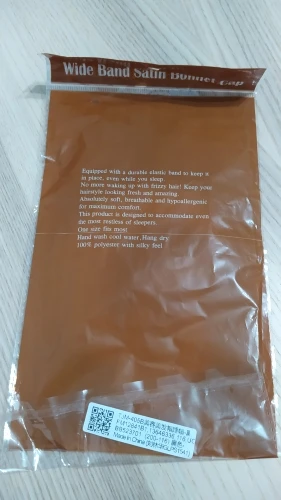 Wide Band Satin Bonnet Cap
Equipped with a durable elastic band to keep it
in place, even while you sleep.
No more waking up with frizzy hair! Keep your
hairstyle looking fresh and amazing.
Absolutely soft, breathable and hypoallergenic
for maximum comfort.
This product is designed to accommodate even
the most restless of sleepers.
One size fits most
Hand wash cool water, Hang dry
100% polyester with silky feel
Made In China